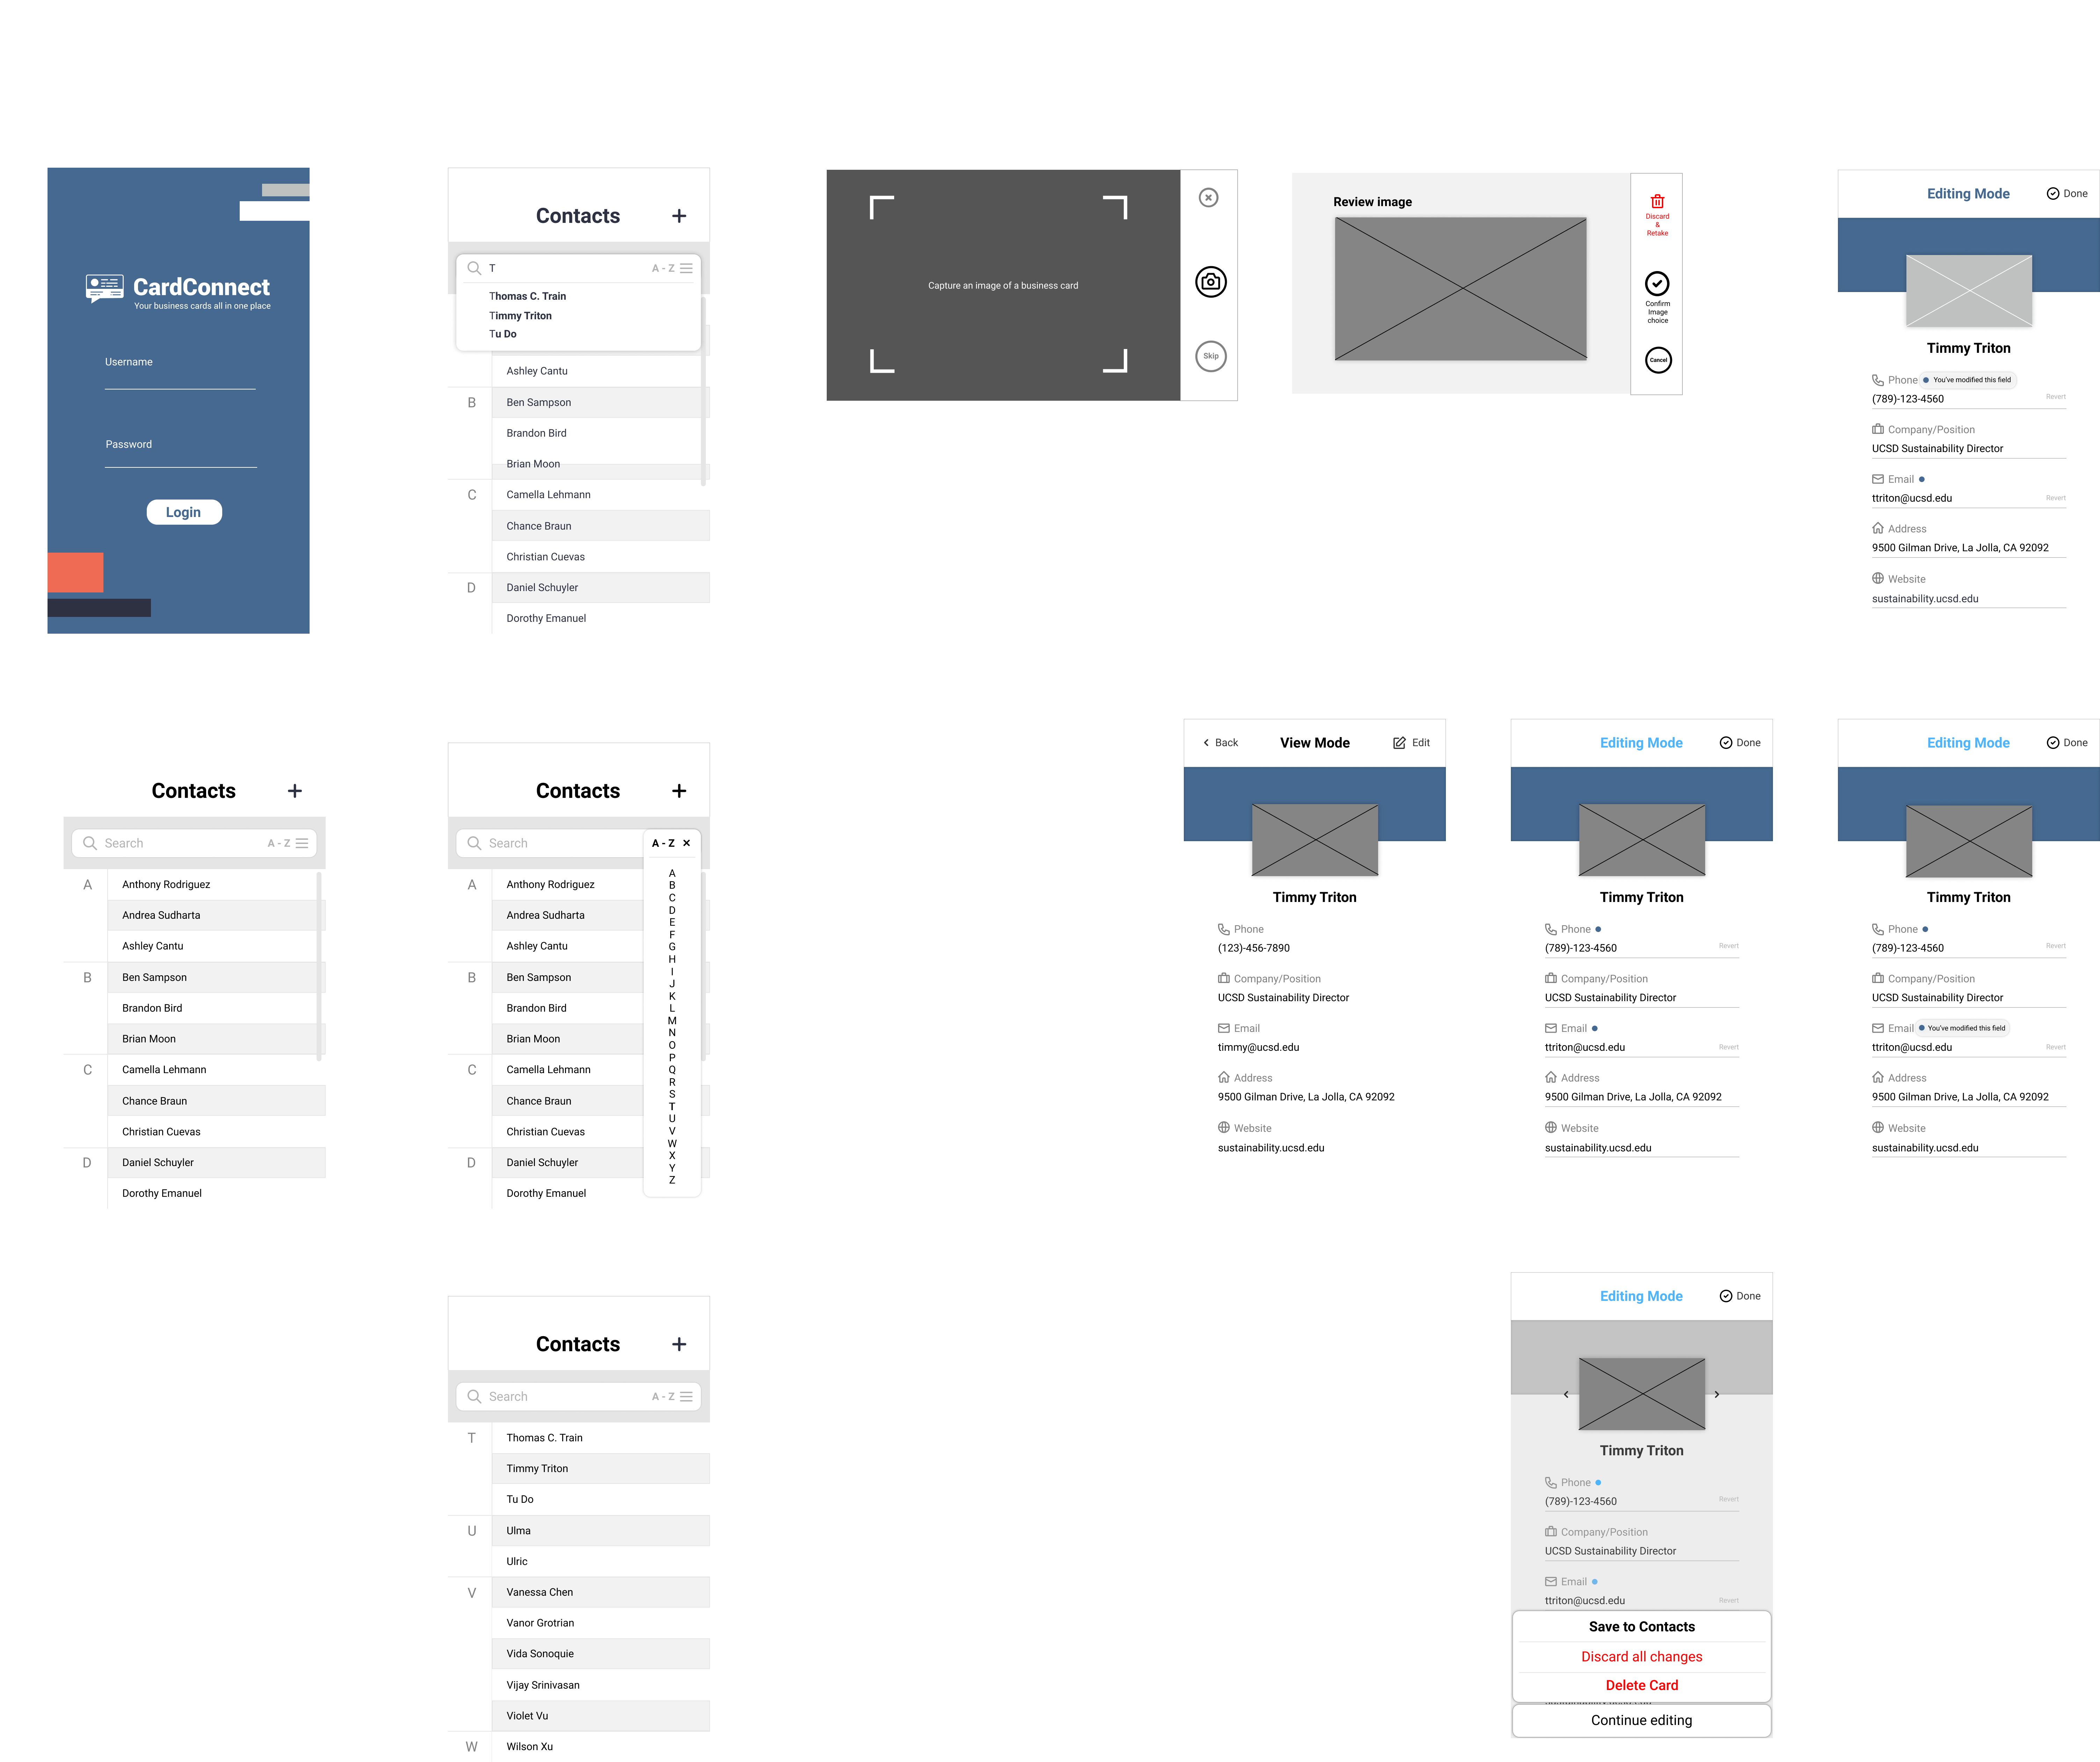 CardConnect
Your business cards all in one place
Username
Password
Login
Contacts +
T A - Z
Thomas C. Train
Timmy Triton
Tu Do
Ashley Cantu
B Ben Sampson
Brandon Bird
Brian Moon
C Camella Lehmann
Chance Braun
Christian Cuevas
D Daniel Schuyler
Dorothy Emanuel
Capture an image of a business card
Skip
Review image
Discard
&
Retake
Confirm
Image
choice
Cancel
Editing Mode Done
Timmy Triton
Phone You've modified this field
(789)-123-4560 Revert
Company/Position
UCSD Sustainability Director
Email
ttriton@ucsd.edu Revert
Address
9500 Gilman Drive, La Jolla, CA 92092
Website
sustainability.ucsd.edu
Contacts +
Search A - Z
A Anthony Rodriguez
Andrea Sudharta
Ashley Cantu
B Ben Sampson
Brandon Bird
Brian Moon
C Camella Lehmann
Chance Braun
Christian Cuevas
D Daniel Schuyler
Dorothy Emanuel
Contacts +
Search A - Z ×
A Anthony Rodriguez
Andrea Sudharta
Ashley Cantu
B Ben Sampson
Brandon Bird
Brian Moon
C Camella Lehmann
Chance Braun
Christian Cuevas
D Daniel Schuyler
Dorothy Emanuel
A
B
C
D
E
F
G
H
I
J
K
L
M
N
O
P
Q
R
S
T
U
V
W
X
Y
Z
< Back View Mode Edit
Timmy Triton
Phone
(123)-456-7890
Company/Position
UCSD Sustainability Director
Email
timmy@ucsd.edu
Address
9500 Gilman Drive, La Jolla, CA 92092
Website
sustainability.ucsd.edu
Editing Mode Done
Timmy Triton
Phone
(789)-123-4560 Revert
Company/Position
UCSD Sustainability Director
Email
ttriton@ucsd.edu Revert
Address
9500 Gilman Drive, La Jolla, CA 92092
Website
sustainability.ucsd.edu
Editing Mode Done
Timmy Triton
Phone
(789)-123-4560 Revert
Company/Position
UCSD Sustainability Director
Email You've modified this field
ttriton@ucsd.edu Revert
Address
9500 Gilman Drive, La Jolla, CA 92092
Website
sustainability.ucsd.edu
Contacts +
Search A - Z
T Thomas C. Train
Timmy Triton
Tu Do
U Ulma
Ulric
V Vanessa Chen
Vanor Grotrian
Vida Sonoquie
Vijay Srinivasan
Violet Vu
W Wilson Xu
Editing Mode Done
< >
Timmy Triton
Phone
(789)-123-4560 Revert
Company/Position
UCSD Sustainability Director
Email
ttriton@ucsd.edu Revert
Save to Contacts
Discard all changes
Delete Card
Continue editing